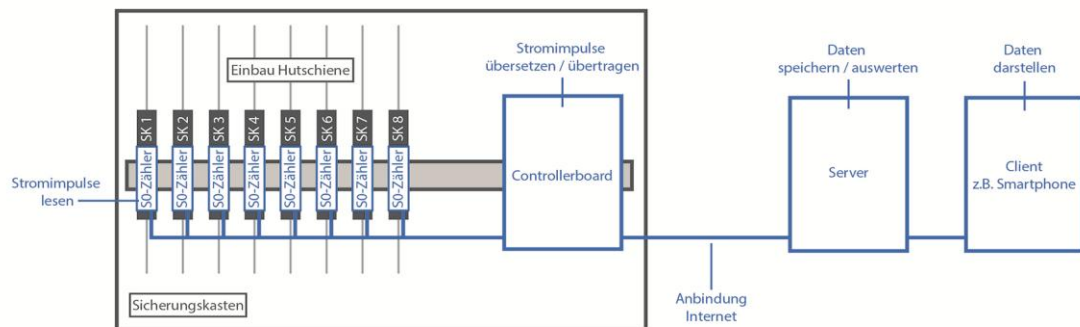 Stromimpulse
übersetzen / übertragen
Daten
speichern / auswerten
Daten
darstellen
Einbau Hutschiene
SK 1
SK 2
SK 3
SK 4
SK 5
SK 6
SK 7
SK 8
S0-Zähler
S0-Zähler
S0-Zähler
S0-Zähler
S0-Zähler
S0-Zähler
S0-Zähler
S0-Zähler
Stromimpulse
lesen
Controllerboard
Server
Client
z.B. Smartphone
Sicherungskasten
Anbindung
Internet